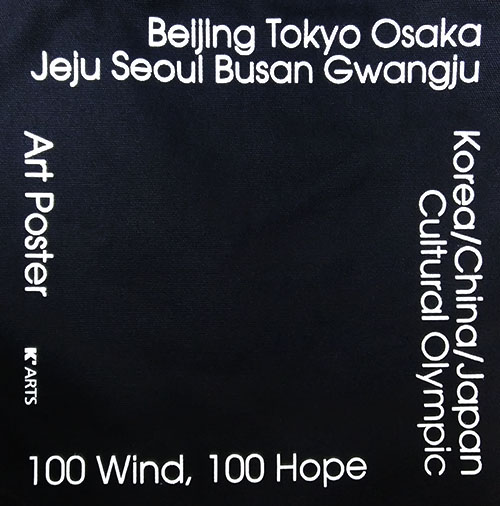 Beijing Tokyo Osaka
Jeju Seoul Busan Gwangju
Korea/China/Japan
Cultural Olympic
Art Poster
K'ARTS
100 Wind, 100 Hope